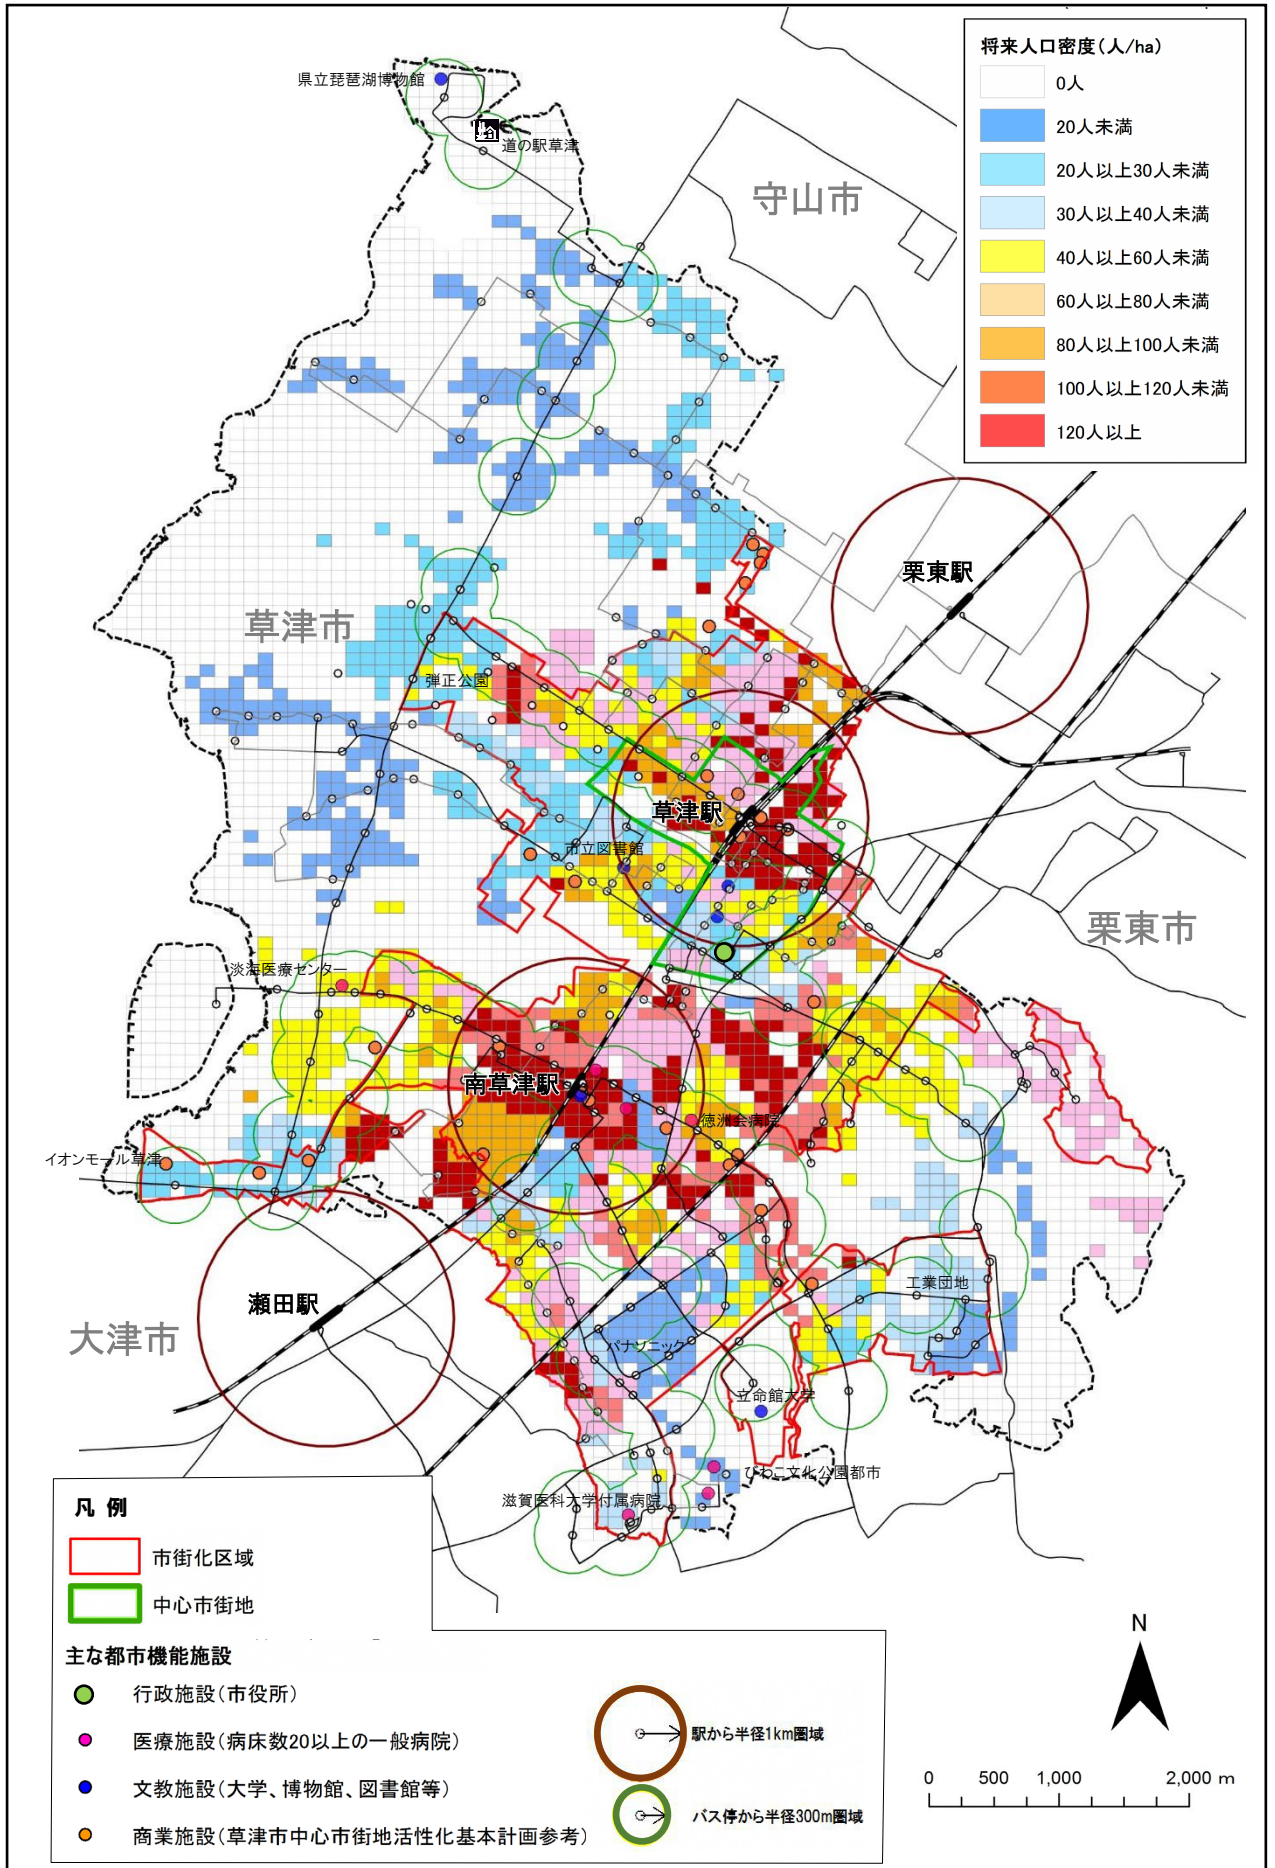 将来人口密度(人/ha)
0人
20人未満
20人以上30人未満
30人以上40人未満
40人以上60人未満
60人以上80人未満
80人以上100人未満
100人以上120人未満
120人以上
県立琵琶湖博物館
道の駅草津
守山市
栗東駅
草津市
弾正公園
草津駅
市立図書館
栗東市
淡海医療センター
南草津駅
徳洲会病院
イオンモール草津
工業団地
瀬田駅
大津市
パナソニック
立命館大学
びわこ文化公園都市
滋賀医科大学付属病院
凡 例
市街化区域
中心市街地
主な都市機能施設
行政施設(市役所)
医療施設(病床数20以上の一般病院)
文教施設(大学、博物館、図書館等)
商業施設(草津市中心市街地活性化基本計画参考)
駅から半径1km圏域
バス停から半径300m圏域
N
0 500 1,000 2,000 m